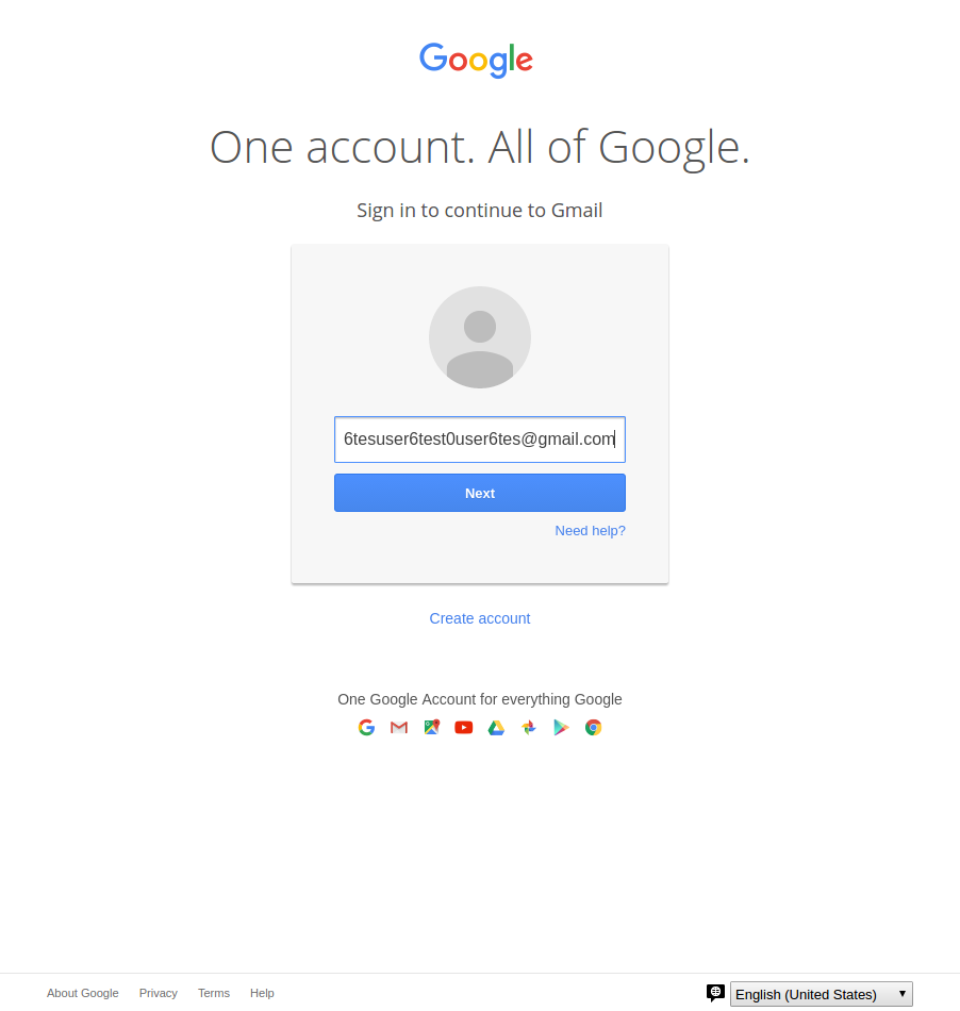 Google
One account. All of Google.
Sign in to continue to Gmail
6tesuser6test0user6tes@gmail.com
Next
Need help?
Create account
One Google Account for everything Google
About Google Privacy Terms Help English (United States)